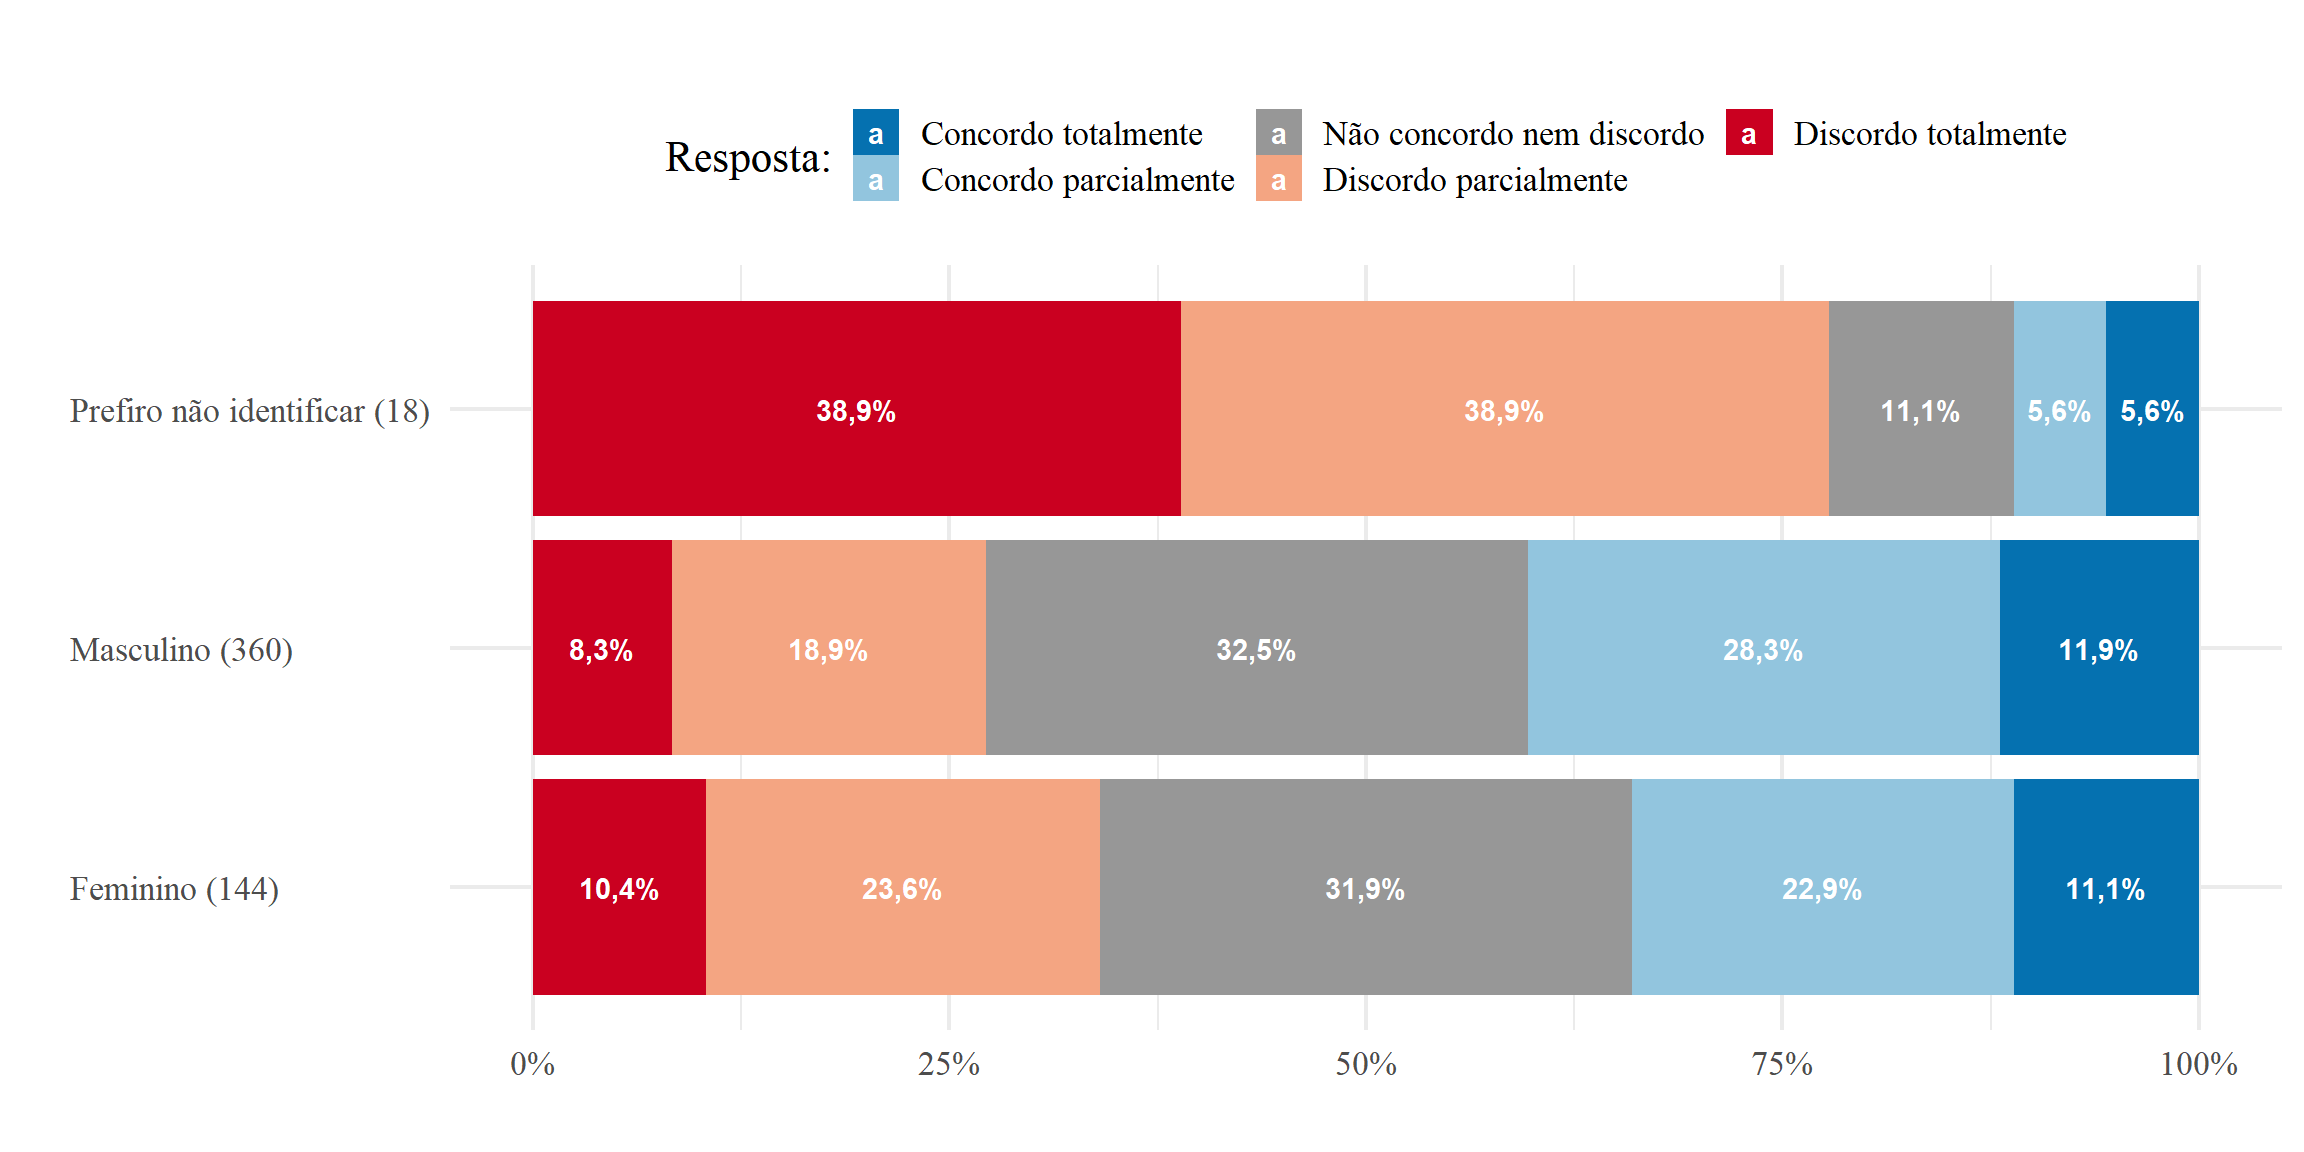 Resposta:
a Concordo totalmente
a Concordo parcialmente
a Não concordo nem discordo
a Discordo parcialmente
a Discordo totalmente
Prefiro não identificar (18)
38,9% 38,9% 11,1% 5,6% 5,6%
Masculino (360)
8,3% 18,9% 32,5% 28,3% 11,9%
Feminino (144)
10,4% 23,6% 31,9% 22,9% 11,1%
0% 25% 50% 75% 100%